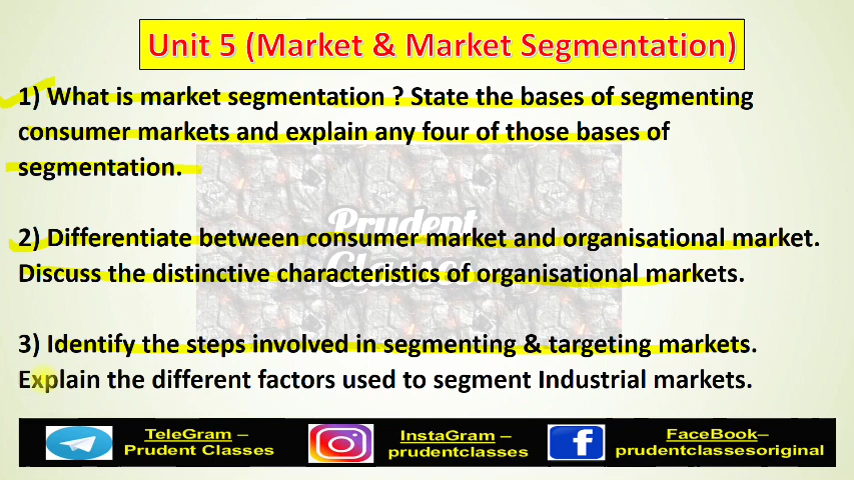 Unit 5 (Market & Market Segmentation)
1) What is market segmentation ? State the bases of segmenting
consumer markets and explain any four of those bases of
segmentation.
Prudent
Classes
2) Differentiate between consumer market and organisational market.
Discuss the distinctive characteristics of organisational markets.
3) Identify the steps involved in segmenting & targeting markets.
Explain the different factors used to segment Industrial markets.
TeleGram –
Prudent Classes
InstaGram –
prudentclasses
FaceBook–
prudentclassesoriginal